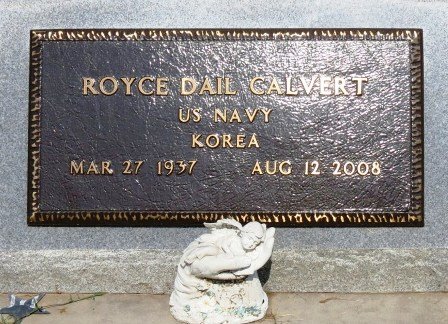 ROYCE DAIL CALVERT
US NAVY
KOREA
MAR 27 1937 AUG 12 2008